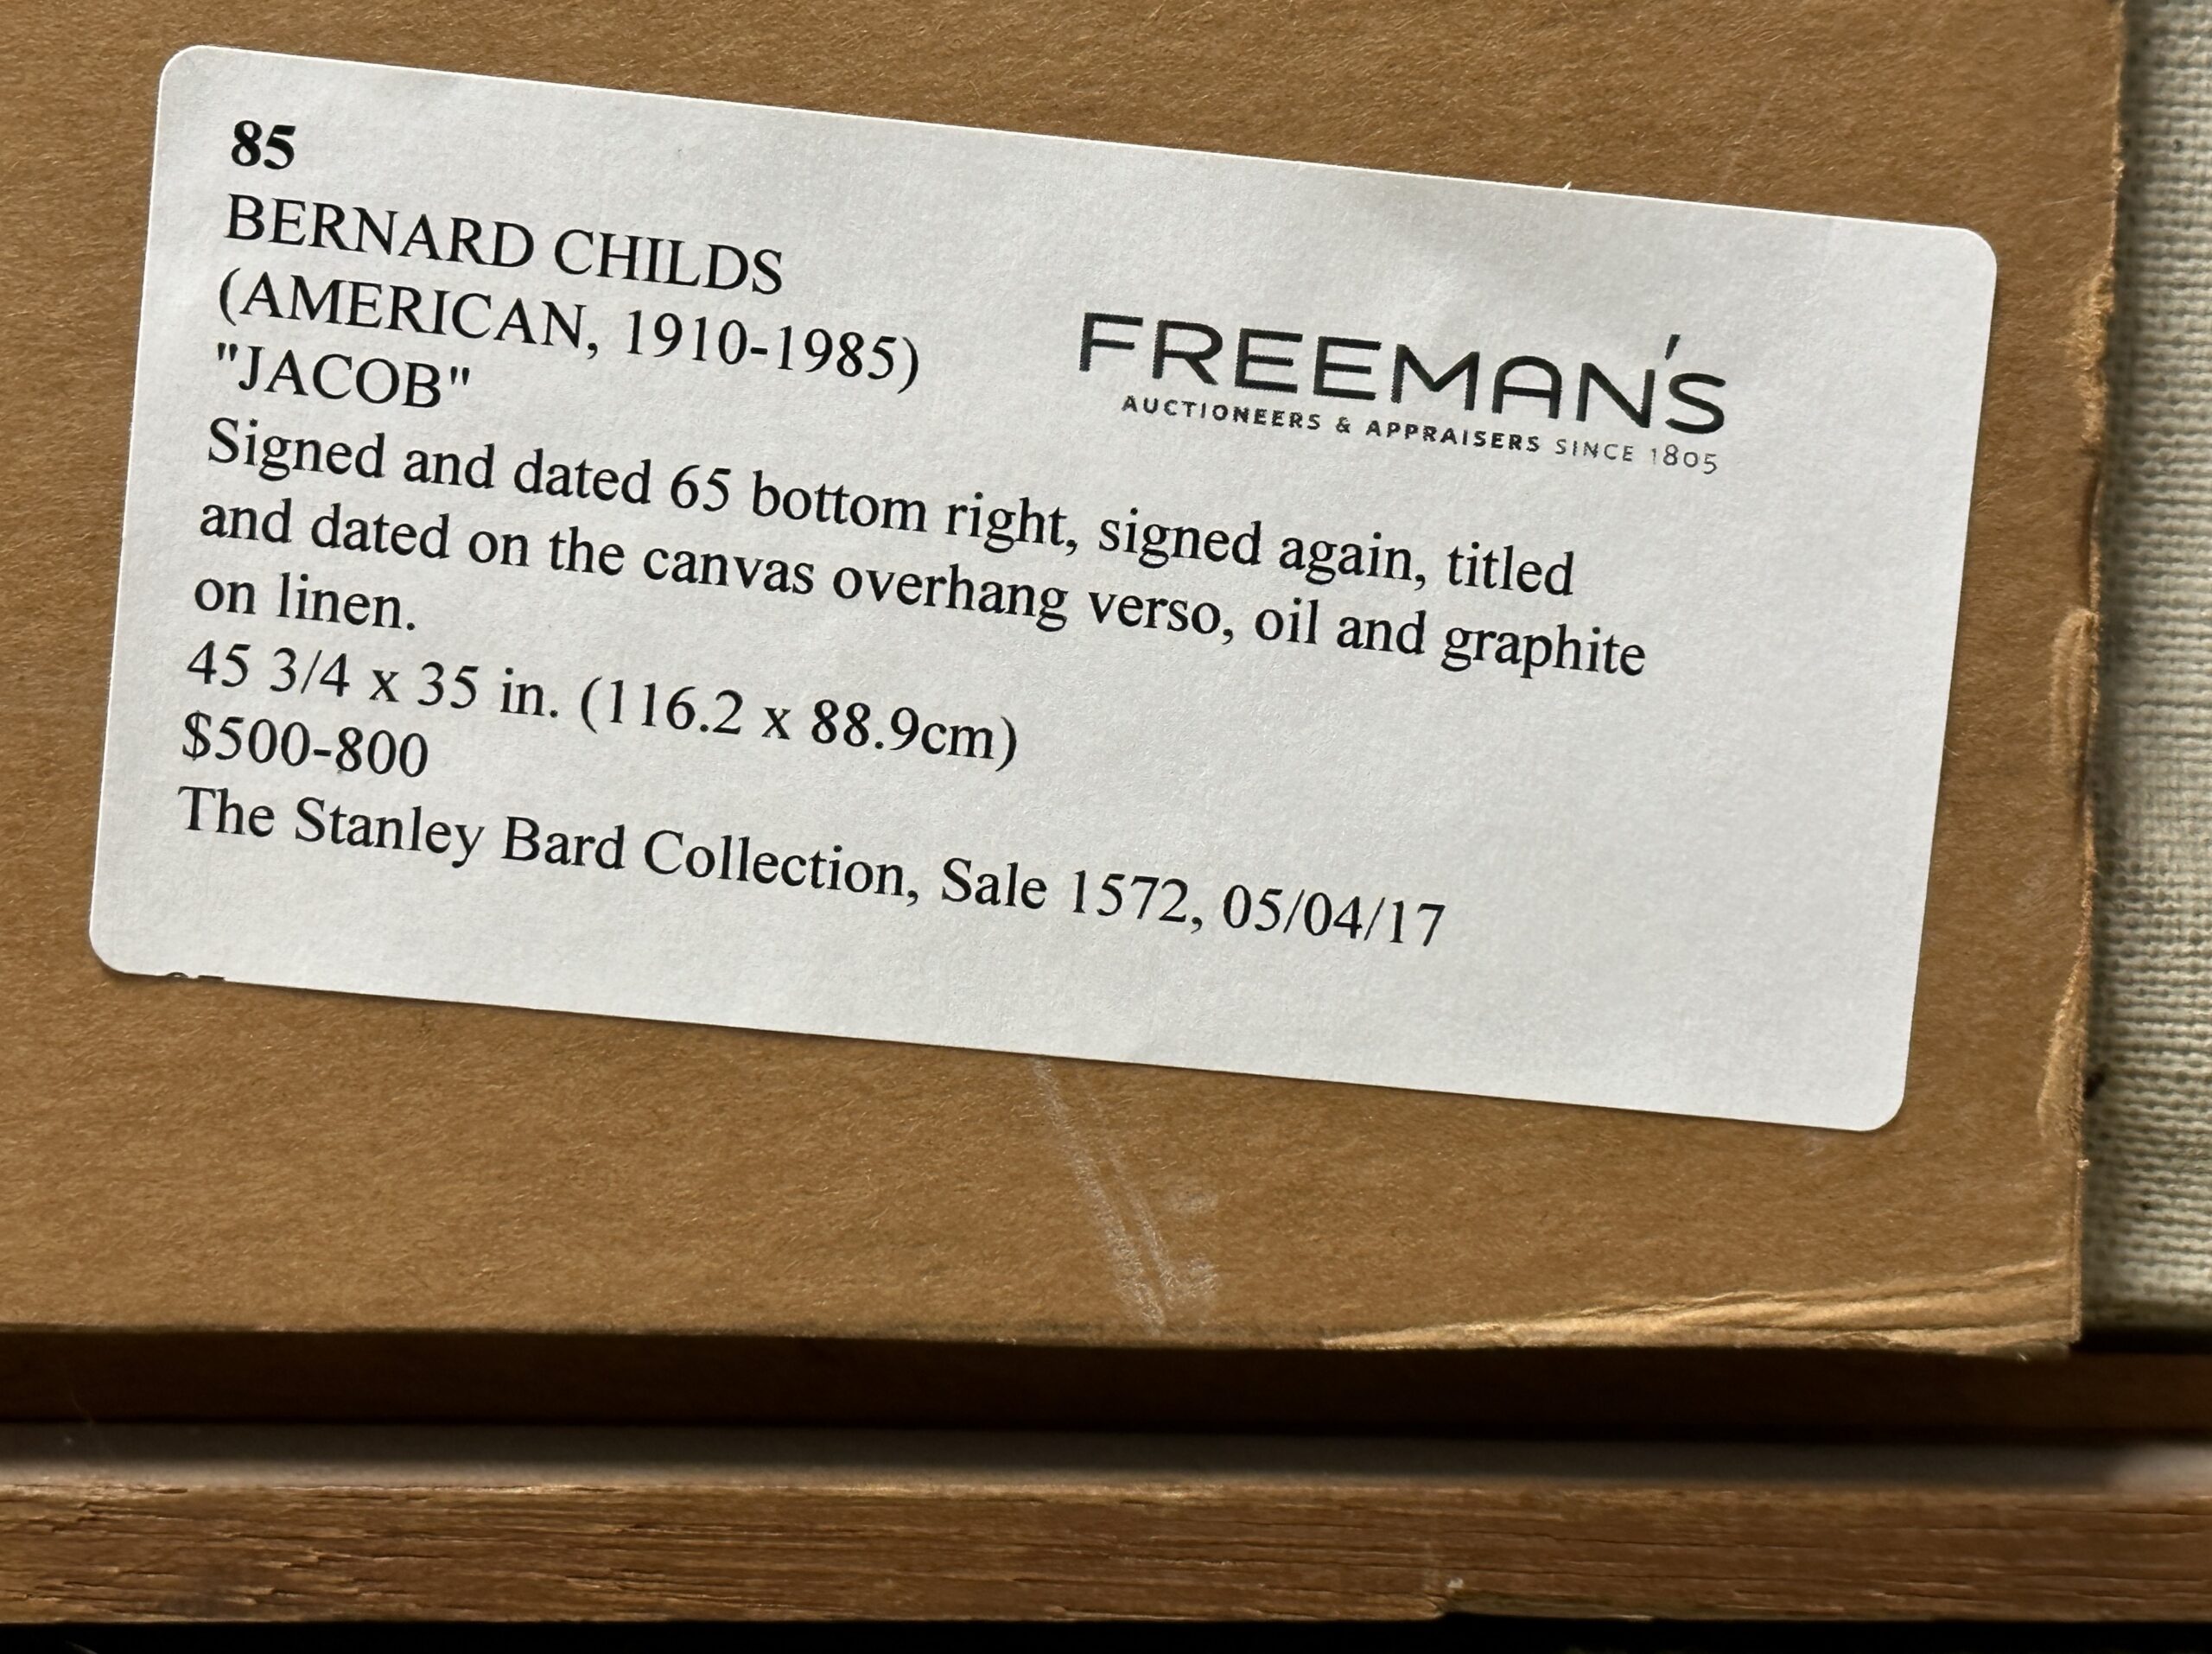 85
BERNARD CHILDS
(AMERICAN, 1910-1985)
"JACOB"
FREEMAN'S
AUCTIONEERS & APPRAISERS SINCE 1805
Signed and dated 65 bottom right, signed again, titled
and dated on the canvas overhang verso, oil and graphite
on linen.
45 3/4 x 35 in. (116.2 x 88.9cm)
$500-800
The Stanley Bard Collection, Sale 1572, 05/04/17